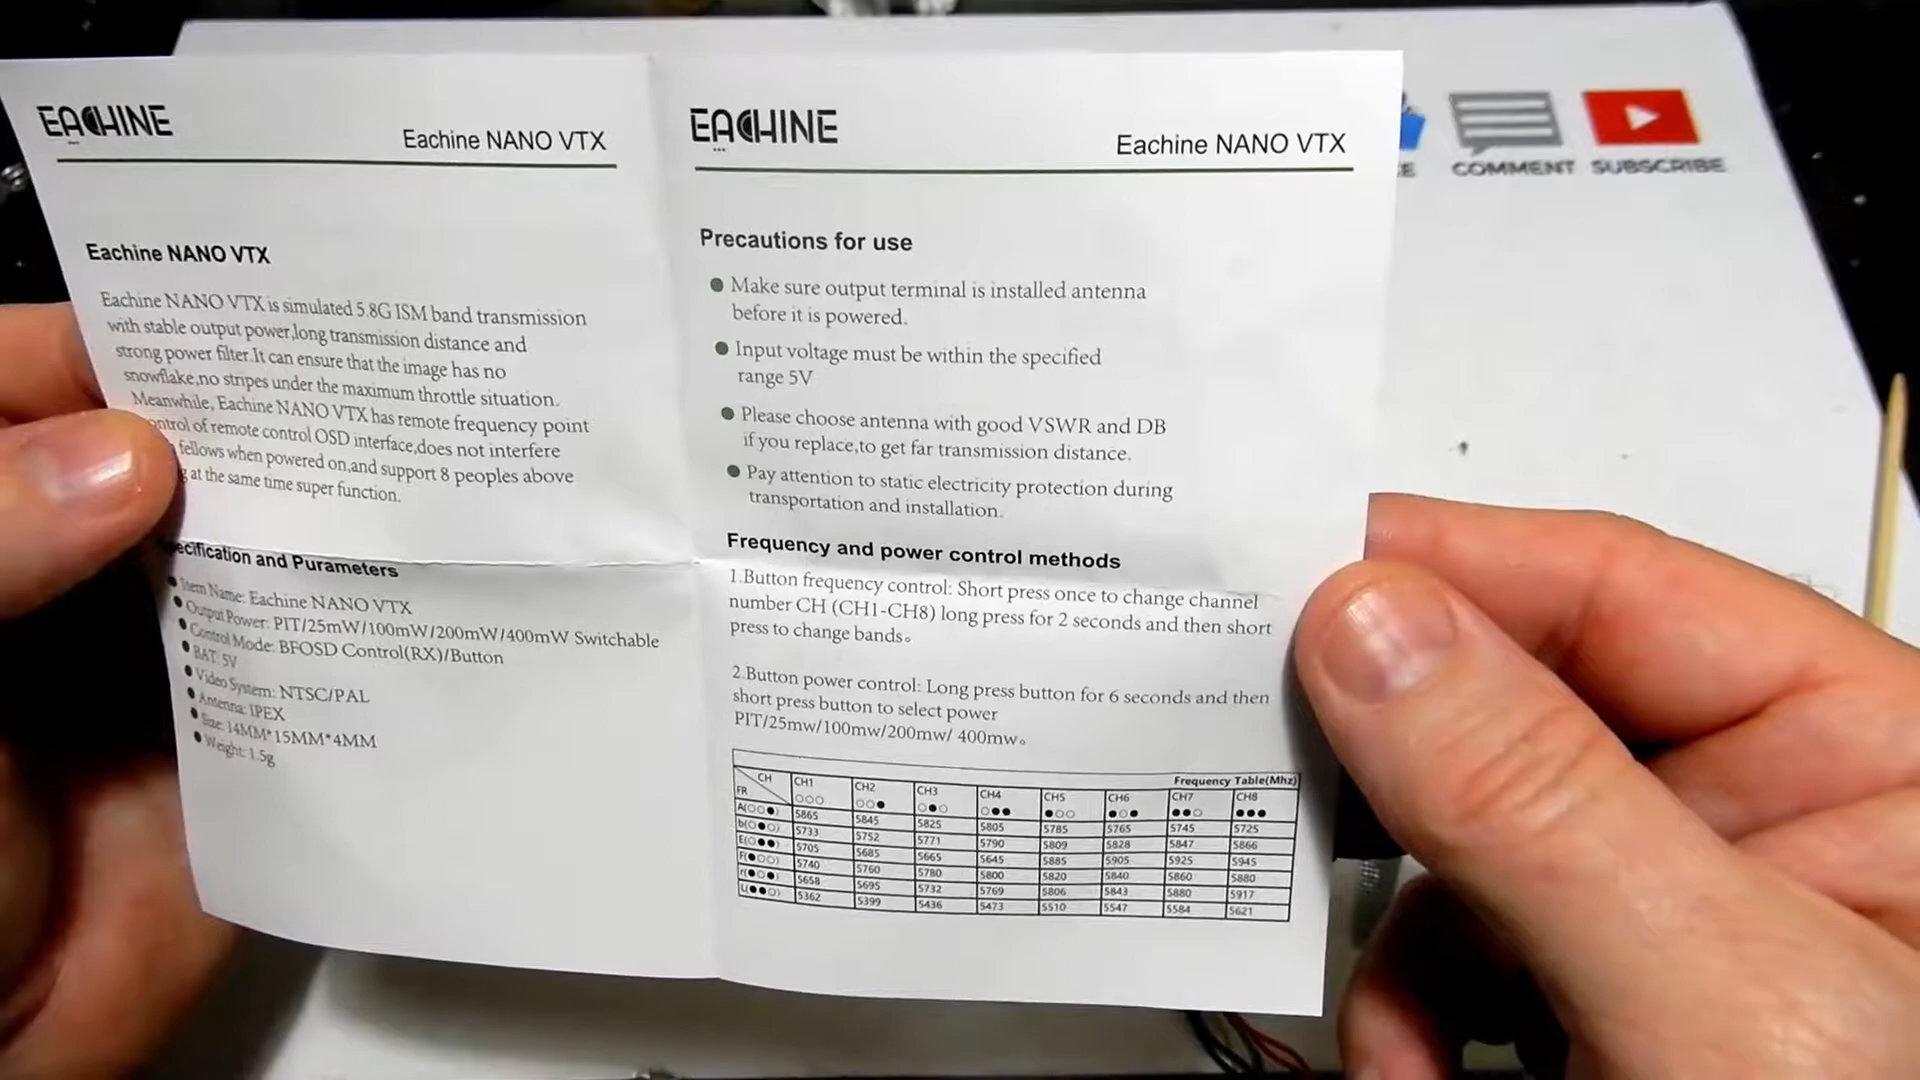 EACHINE
Eachine NANO VTX
Eachine NANO VTX
Eachine NANO VTX is simulated 5.8G ISM band transmission
with stable output power,long transmission distance and
strong power filter.It can ensure that the image has no
snowflake,no stripes under the maximum throttle situation.
Meanwhile, Eachine NANO VTX has remote frequency point
ontrol of remote control OSD interface,does not interfere
fellows when powered on,and support 8 peoples above
g at the same time super function.
ecification and Purameters
Item Name: Eachine NANO VTX
Output Power: PIT/25mW/100mW/200mW/400mW Switchable
Control Mode: BFOSD Control(RX)/Button
BAT: 5V
Video System: NTSC/PAL
Antenna: IPEX
Size: 14MM*15MM*4MM
Weight: 1.5g
EACHINE
Eachine NANO VTX
Precautions for use
● Make sure output terminal is installed antenna
before it is powered.
● Input voltage must be within the specified
range 5V
● Please choose antenna with good VSWR and DB
if you replace,to get far transmission distance.
● Pay attention to static electricity protection during
transportation and installation.
Frequency and power control methods
1.Button frequency control: Short press once to change channel
number CH (CH1-CH8) long press for 2 seconds and then short
press to change bands。
2.Button power control: Long press button for 6 seconds and then
short press button to select power
PIT/25mw/100mw/200mw/ 400mw。
Frequency Table(Mhz)
CH FR CH1 CH2 CH3 CH4 CH5 CH6 CH7 CH8
○○○ ○○● ○●○ ○●● ●○○ ●○● ●●○ ●●●
A(○○●) 5865 5845 5825 5805 5785 5765 5745 5725
b(○●○) 5733 5752 5771 5790 5809 5828 5847 5866
E(○●●) 5705 5685 5665 5645 5885 5905 5925 5945
F(●○○) 5740 5760 5780 5800 5820 5840 5860 5880
r(●○●) 5658 5695 5732 5769 5806 5843 5880 5917
L(●●○) 5362 5399 5436 5473 5510 5547 5584 5621
E COMMENT SUBSCRIBE